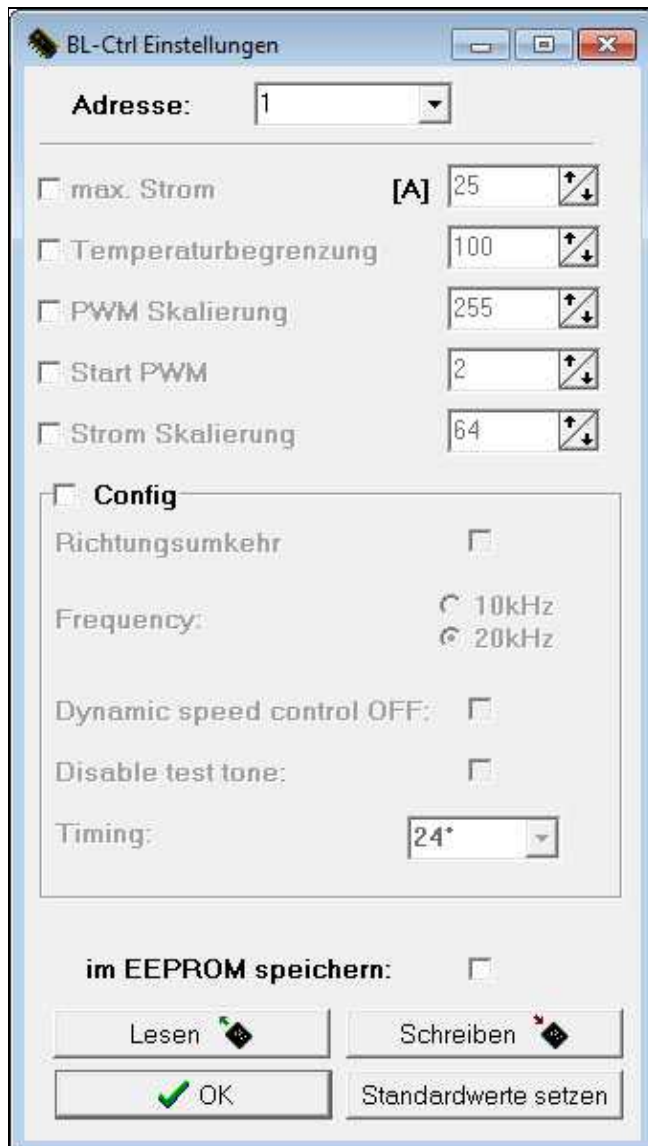 BL-Ctrl Einstellungen
Adresse: 1
max. Strom [A] 25
Temperaturbegrenzung 100
PWM Skalierung 255
Start PWM 2
Strom Skalierung 64
Config
Richtungsumkehr
Frequency: 10kHz
20kHz
Dynamic speed control OFF:
Disable test tone:
Timing: 24°
im EEPROM speichern:
Lesen Schreiben
OK Standardwerte setzen